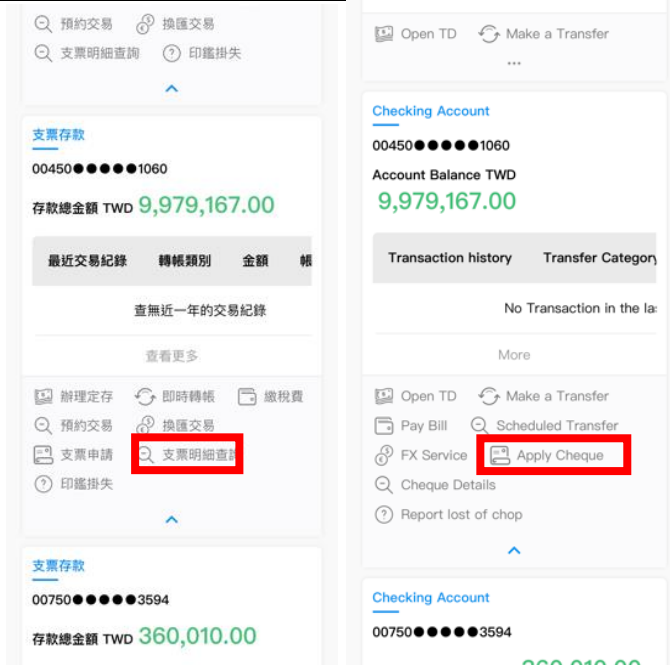 預約交易 換匯交易
支票明細查詢 印鑑掛失
支票存款
00450●●●●●1060
存款總金額 TWD 9,979,167.00
最近交易紀錄 轉帳類別 金額
查無近一年的交易紀錄
查看更多
辦理定存 即時轉帳 繳稅費
預約交易 換匯交易
支票申請 支票明細查詢
印鑑掛失
支票存款
00750●●●●●3594
存款總金額 TWD 360,010.00
Open TD Make a Transfer
...
Checking Account
00450●●●●●1060
Account Balance TWD
9,979,167.00
Transaction history Transfer Category
No Transaction in the la
More
Open TD Make a Transfer
Pay Bill Scheduled Transfer
FX Service Apply Cheque
Cheque Details
Report lost of chop
Checking Account
00750●●●●●3594
360,010.00